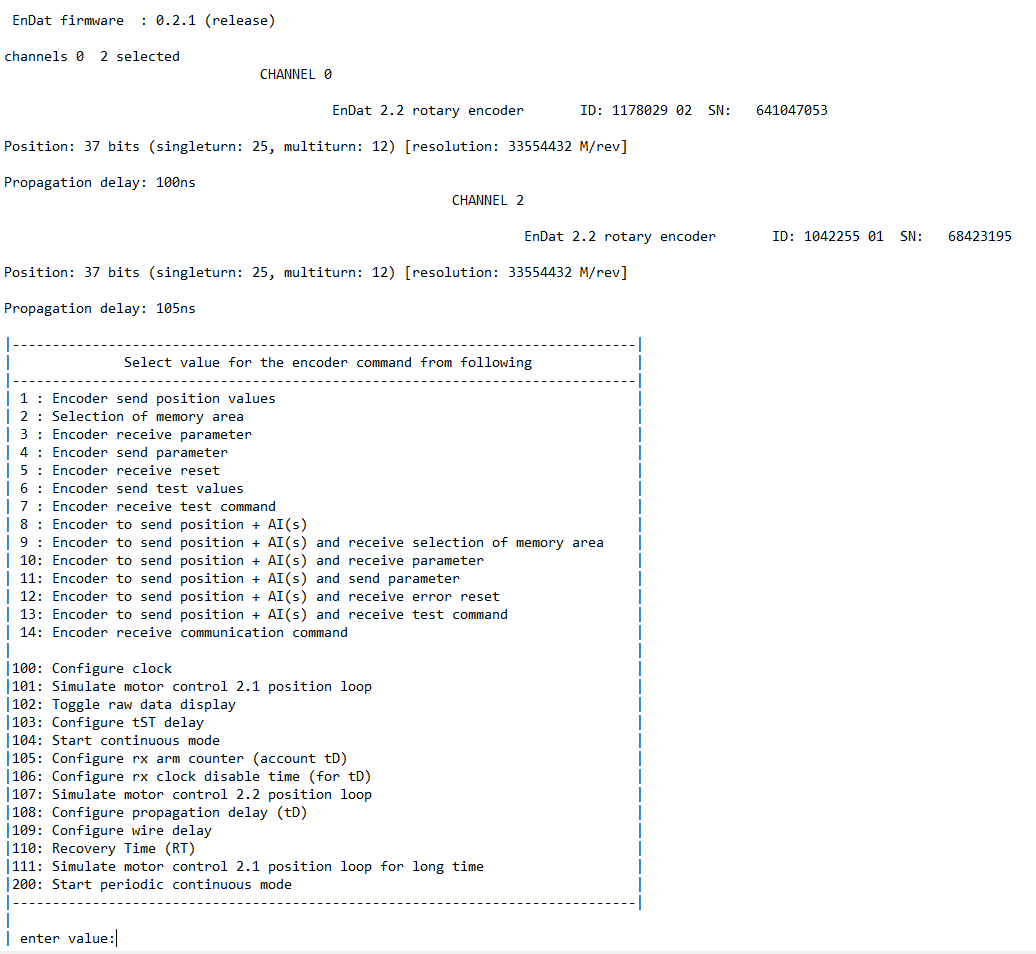 EnDat firmware  : 0.2.1 (release)
channels 0  2 selected
CHANNEL 0
EnDat 2.2 rotary encoder       ID: 1178029 02  SN:   641047053
Position: 37 bits (singleturn: 25, multiturn: 12) [resolution: 33554432 M/rev]
Propagation delay: 100ns
CHANNEL 2
EnDat 2.2 rotary encoder       ID: 1042255 01  SN:   68423195
Position: 37 bits (singleturn: 25, multiturn: 12) [resolution: 33554432 M/rev]
Propagation delay: 105ns
|------------------------------------------------------------------------------|
|              Select value for the encoder command from following             |
|------------------------------------------------------------------------------|
| 1 : Encoder send position values                                             |
| 2 : Selection of memory area                                                 |
| 3 : Encoder receive parameter                                                |
| 4 : Encoder send parameter                                                   |
| 5 : Encoder receive reset                                                    |
| 6 : Encoder send test values                                                 |
| 7 : Encoder receive test command                                             |
| 8 : Encoder to send position + AI(s)                                         |
| 9 : Encoder to send position + AI(s) and receive selection of memory area    |
| 10: Encoder to send position + AI(s) and receive parameter                   |
| 11: Encoder to send position + AI(s) and send parameter                      |
| 12: Encoder to send position + AI(s) and receive error reset                 |
| 13: Encoder to send position + AI(s) and receive test command                |
| 14: Encoder receive communication command                                    |
|                                                                              |
|100: Configure clock                                                          |
|101: Simulate motor control 2.1 position loop                                 |
|102: Toggle raw data display                                                  |
|103: Configure tST delay                                                      |
|104: Start continuous mode                                                    |
|105: Configure rx arm counter (account tD)                                    |
|106: Configure rx clock disable time (for tD)                                 |
|107: Simulate motor control 2.2 position loop                                 |
|108: Configure propagation delay (tD)                                         |
|109: Configure wire delay                                                     |
|110: Recovery Time (RT)                                                       |
|111: Simulate motor control 2.1 position loop for long time                   |
|200: Start periodic continuous mode                                           |
|------------------------------------------------------------------------------|
|
| enter value: